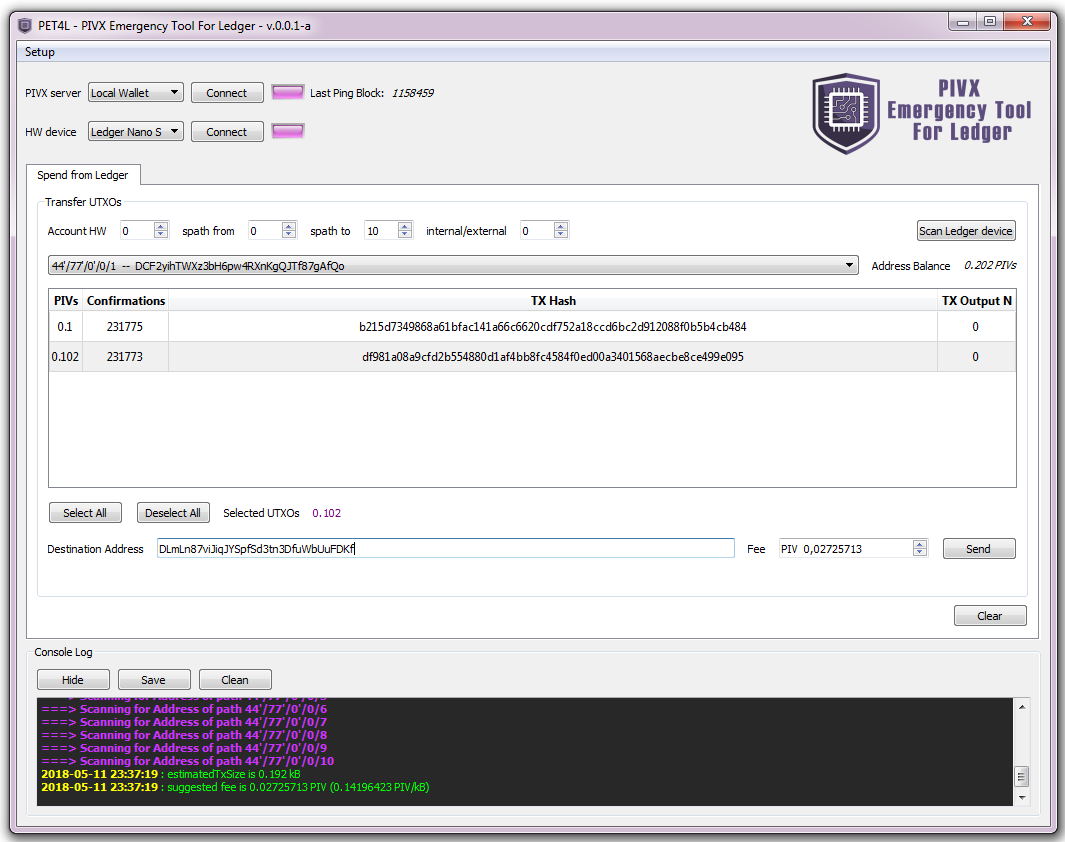 PET4L - PIVX Emergency Tool For Ledger - v.0.0.1-a
Setup
PIVX server Local Wallet Connect Last Ping Block: 1158459
HW device Ledger Nano S Connect
PIVX
Emergency Tool
For Ledger
Spend from Ledger
Transfer UTXOs
Account HW 0 spath from 0 spath to 10 internal/external 0 Scan Ledger device
44'/77'/0'/0/1 -- DCF2yihTWXz3bH6pw4RXnKgQJTf87gAfQo Address Balance 0.202 PIVs
PIVs Confirmations TX Hash TX Output N
0.1 231775 b215d7349868a61bfac141a66c6620cdf752a18ccd6bc2d912088f0b5b4cb484 0
0.102 231773 df981a08a9cfd2b554880d1af4bb8fc4584f0ed00a3401568aecbe8ce499e095 0
Select All Deselect All Selected UTXOs 0.102
Destination Address DLmLn87viJiqJYSpfSd3tn3DfuWbUuFDKf Fee PIV 0,02725713 Send
Clear
Console Log
Hide Save Clean
===> Scanning for Address of path 44'/77'/0'/0/6
===> Scanning for Address of path 44'/77'/0'/0/7
===> Scanning for Address of path 44'/77'/0'/0/8
===> Scanning for Address of path 44'/77'/0'/0/9
===> Scanning for Address of path 44'/77'/0'/0/10
2018-05-11 23:37:19 : estimatedTxSize is 0.192 kB
2018-05-11 23:37:19 : suggested fee is 0.02725713 PIV (0.14196423 PIV/kB)